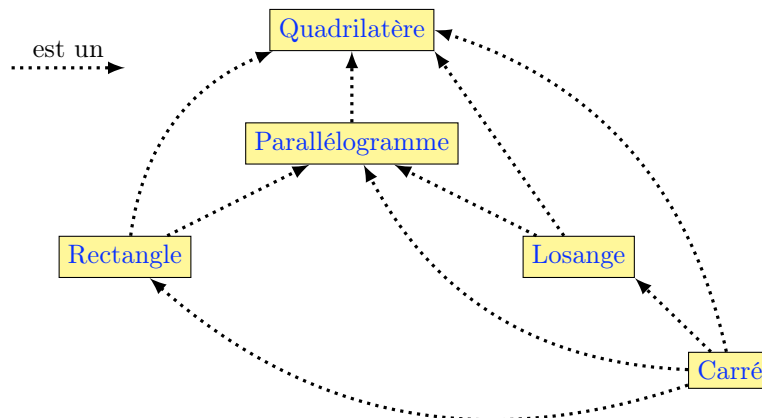 Quadrilatère
est un
Parallélogramme
Rectangle
Losange
Carré